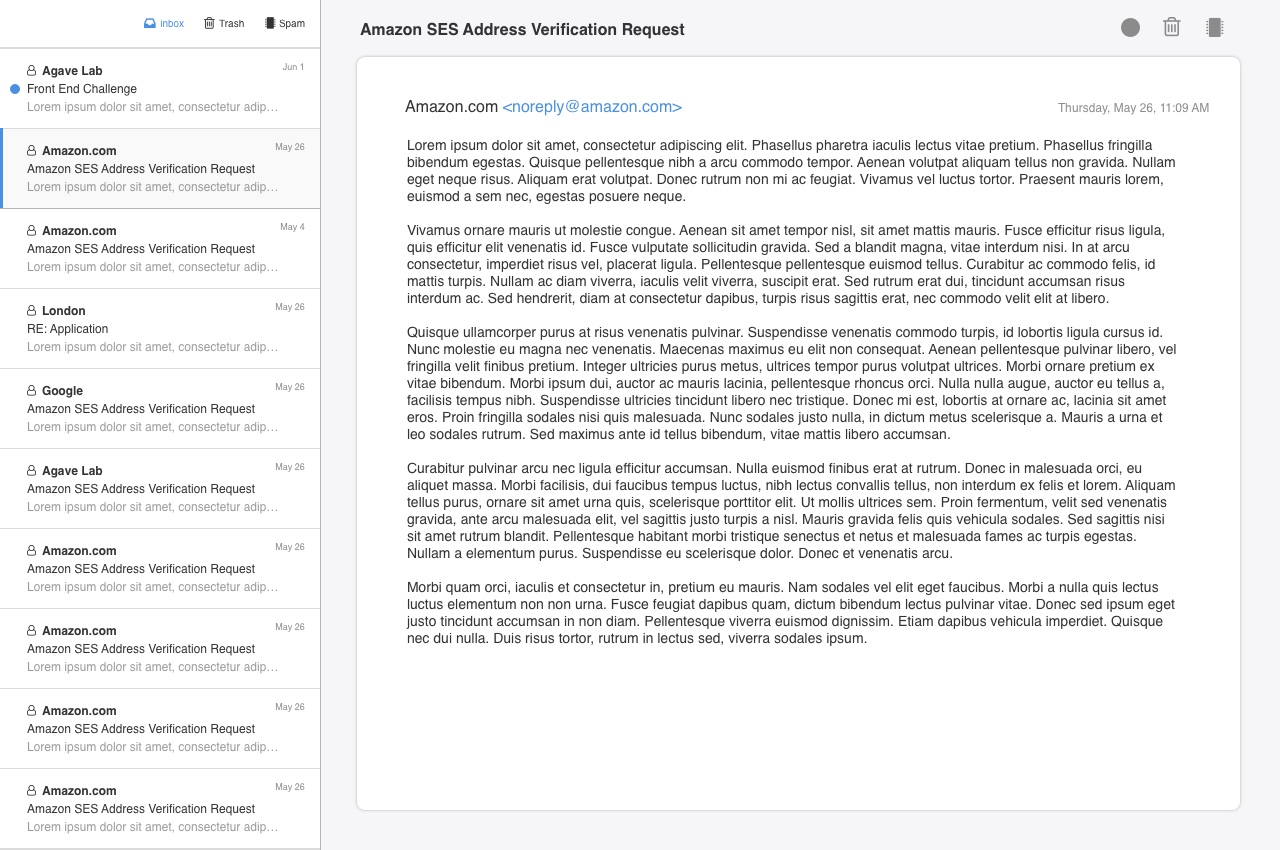 inbox
Trash
Spam
Agave Lab
Jun 1
Front End Challenge
Lorem ipsum dolor sit amet, consectetur adip…
Amazon.com
May 26
Amazon SES Address Verification Request
Lorem ipsum dolor sit amet, consectetur adip…
Amazon.com
May 4
Amazon SES Address Verification Request
Lorem ipsum dolor sit amet, consectetur adip…
London
May 26
RE: Application
Lorem ipsum dolor sit amet, consectetur adip…
Google
May 26
Amazon SES Address Verification Request
Lorem ipsum dolor sit amet, consectetur adip…
Agave Lab
May 26
Amazon SES Address Verification Request
Lorem ipsum dolor sit amet, consectetur adip…
Amazon.com
May 26
Amazon SES Address Verification Request
Lorem ipsum dolor sit amet, consectetur adip…
Amazon.com
May 26
Amazon SES Address Verification Request
Lorem ipsum dolor sit amet, consectetur adip…
Amazon.com
May 26
Amazon SES Address Verification Request
Lorem ipsum dolor sit amet, consectetur adip…
Amazon.com
May 26
Amazon SES Address Verification Request
Lorem ipsum dolor sit amet, consectetur adip…
Amazon SES Address Verification Request
Amazon.com <noreply@amazon.com>
Thursday, May 26, 11:09 AM
Lorem ipsum dolor sit amet, consectetur adipiscing elit. Phasellus pharetra iaculis lectus vitae pretium. Phasellus fringilla
bibendum egestas. Quisque pellentesque nibh a arcu commodo tempor. Aenean volutpat aliquam tellus non gravida. Nullam
eget neque risus. Aliquam erat volutpat. Donec rutrum non mi ac feugiat. Vivamus vel luctus tortor. Praesent mauris lorem,
euismod a sem nec, egestas posuere neque.
Vivamus ornare mauris ut molestie congue. Aenean sit amet tempor nisl, sit amet mattis mauris. Fusce efficitur risus ligula,
quis efficitur elit venenatis id. Fusce vulputate sollicitudin gravida. Sed a blandit magna, vitae interdum nisi. In at arcu
consectetur, imperdiet risus vel, placerat ligula. Pellentesque pellentesque euismod tellus. Curabitur ac commodo felis, id
mattis turpis. Nullam ac diam viverra, iaculis velit viverra, suscipit erat. Sed rutrum erat dui, tincidunt accumsan risus
interdum ac. Sed hendrerit, diam at consectetur dapibus, turpis risus sagittis erat, nec commodo velit elit at libero.
Quisque ullamcorper purus at risus venenatis pulvinar. Suspendisse venenatis commodo turpis, id lobortis ligula cursus id.
Nunc molestie eu magna nec venenatis. Maecenas maximus eu elit non consequat. Aenean pellentesque pulvinar libero, vel
fringilla velit finibus pretium. Integer ultricies purus metus, ultrices tempor purus volutpat ultrices. Morbi ornare pretium ex
vitae bibendum. Morbi ipsum dui, auctor ac mauris lacinia, pellentesque rhoncus orci. Nulla nulla augue, auctor eu tellus a,
facilisis tempus nibh. Suspendisse ultricies tincidunt libero nec tristique. Donec mi est, lobortis at ornare ac, lacinia sit amet
eros. Proin fringilla sodales nisi quis malesuada. Nunc sodales justo nulla, in dictum metus scelerisque a. Mauris a urna et
leo sodales rutrum. Sed maximus ante id tellus bibendum, vitae mattis libero accumsan.
Curabitur pulvinar arcu nec ligula efficitur accumsan. Nulla euismod finibus erat at rutrum. Donec in malesuada orci, eu
aliquet massa. Morbi facilisis, dui faucibus tempus luctus, nibh lectus convallis tellus, non interdum ex felis et lorem. Aliquam
tellus purus, ornare sit amet urna quis, scelerisque porttitor elit. Ut mollis ultrices sem. Proin fermentum, velit sed venenatis
gravida, ante arcu malesuada elit, vel sagittis justo turpis a nisl. Mauris gravida felis quis vehicula sodales. Sed sagittis nisi
sit amet rutrum blandit. Pellentesque habitant morbi tristique senectus et netus et malesuada fames ac turpis egestas.
Nullam a elementum purus. Suspendisse eu scelerisque dolor. Donec et venenatis arcu.
Morbi quam orci, iaculis et consectetur in, pretium eu mauris. Nam sodales vel elit eget faucibus. Morbi a nulla quis lectus
luctus elementum non non urna. Fusce feugiat dapibus quam, dictum bibendum lectus pulvinar vitae. Donec sed ipsum eget
justo tincidunt accumsan in non diam. Pellentesque viverra euismod dignissim. Etiam dapibus vehicula imperdiet. Quisque
nec dui nulla. Duis risus tortor, rutrum in lectus sed, viverra sodales ipsum.